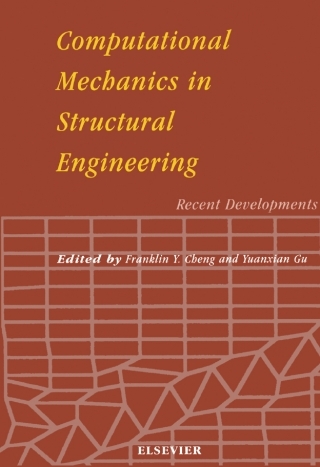 Computational
Mechanics in
Structural
Engineering
Recent Developments
Edited by Franklin Y. Cheng and Yuanxian Gu
ELSEVIER